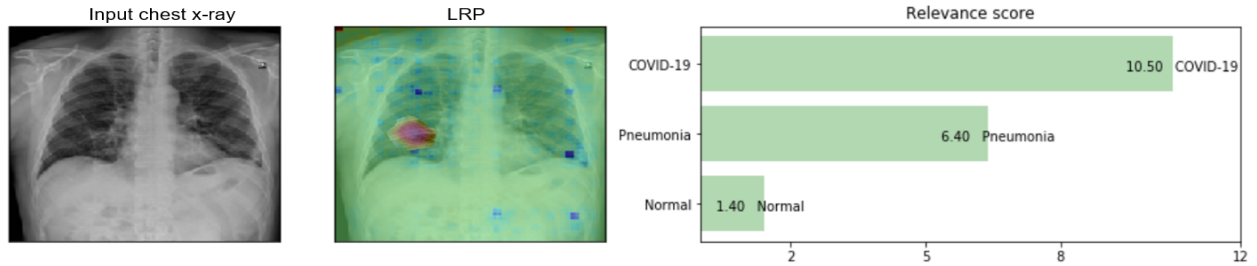 Input chest x-ray
LRP
Relevance score
COVID-19
10.50 COVID-19
Pneumonia
6.40 Pneumonia
Normal
1.40 Normal
2 5 8 12